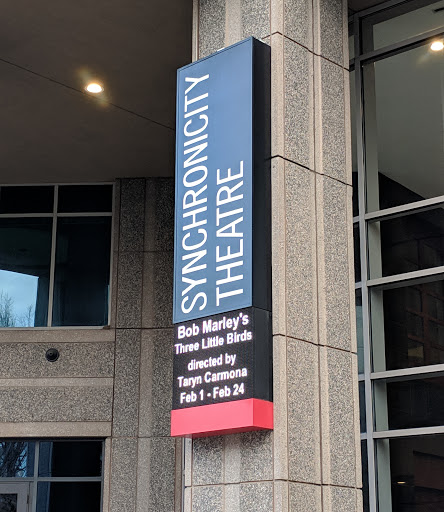 SYNCHRONICITY
THEATRE
Bob Marley's
Three Little Birds
directed by
Taryn Carmona
Feb 1 - Feb 24